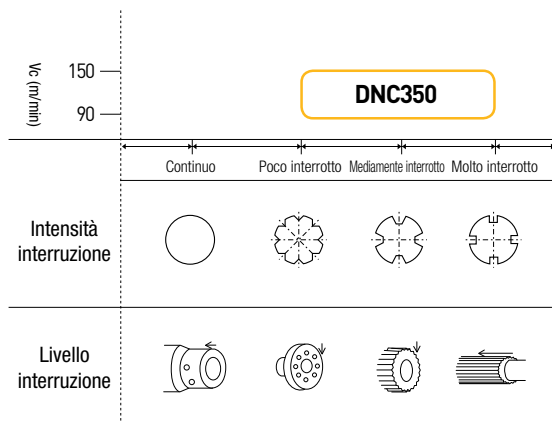 Vc (m/min)
150
90
DNC350
Continuo
Poco interrotto
Mediamente interrotto
Molto interrotto
Intensità
interruzione
Livello
interruzione